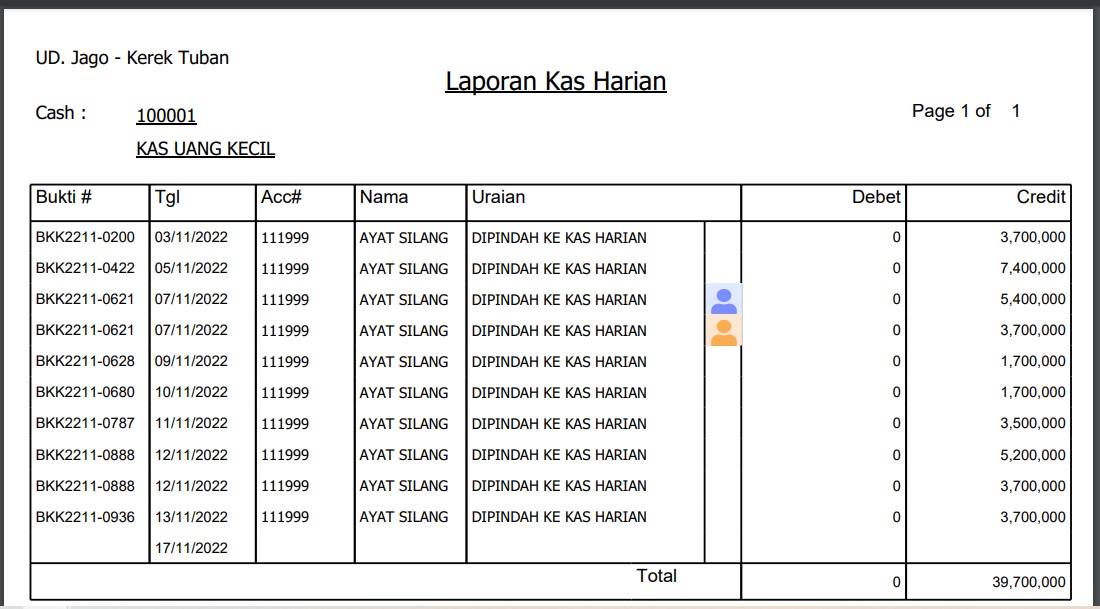 UD. Jago - Kerek Tuban
Laporan Kas Harian
Cash : 100001 Page 1 of 1
KAS UANG KECIL
Bukti # Tgl Acc# Nama Uraian Debet Credit
BKK2211-0200 03/11/2022 111999 AYAT SILANG DIPINDAH KE KAS HARIAN 0 3,700,000
BKK2211-0422 05/11/2022 111999 AYAT SILANG DIPINDAH KE KAS HARIAN 0 7,400,000
BKK2211-0621 07/11/2022 111999 AYAT SILANG DIPINDAH KE KAS HARIAN 0 5,400,000
BKK2211-0621 07/11/2022 111999 AYAT SILANG DIPINDAH KE KAS HARIAN 0 3,700,000
BKK2211-0628 09/11/2022 111999 AYAT SILANG DIPINDAH KE KAS HARIAN 0 1,700,000
BKK2211-0680 10/11/2022 111999 AYAT SILANG DIPINDAH KE KAS HARIAN 0 1,700,000
BKK2211-0787 11/11/2022 111999 AYAT SILANG DIPINDAH KE KAS HARIAN 0 3,500,000
BKK2211-0888 12/11/2022 111999 AYAT SILANG DIPINDAH KE KAS HARIAN 0 5,200,000
BKK2211-0888 12/11/2022 111999 AYAT SILANG DIPINDAH KE KAS HARIAN 0 3,700,000
BKK2211-0936 13/11/2022 111999 AYAT SILANG DIPINDAH KE KAS HARIAN 0 3,700,000
17/11/2022
Total 0 39,700,000